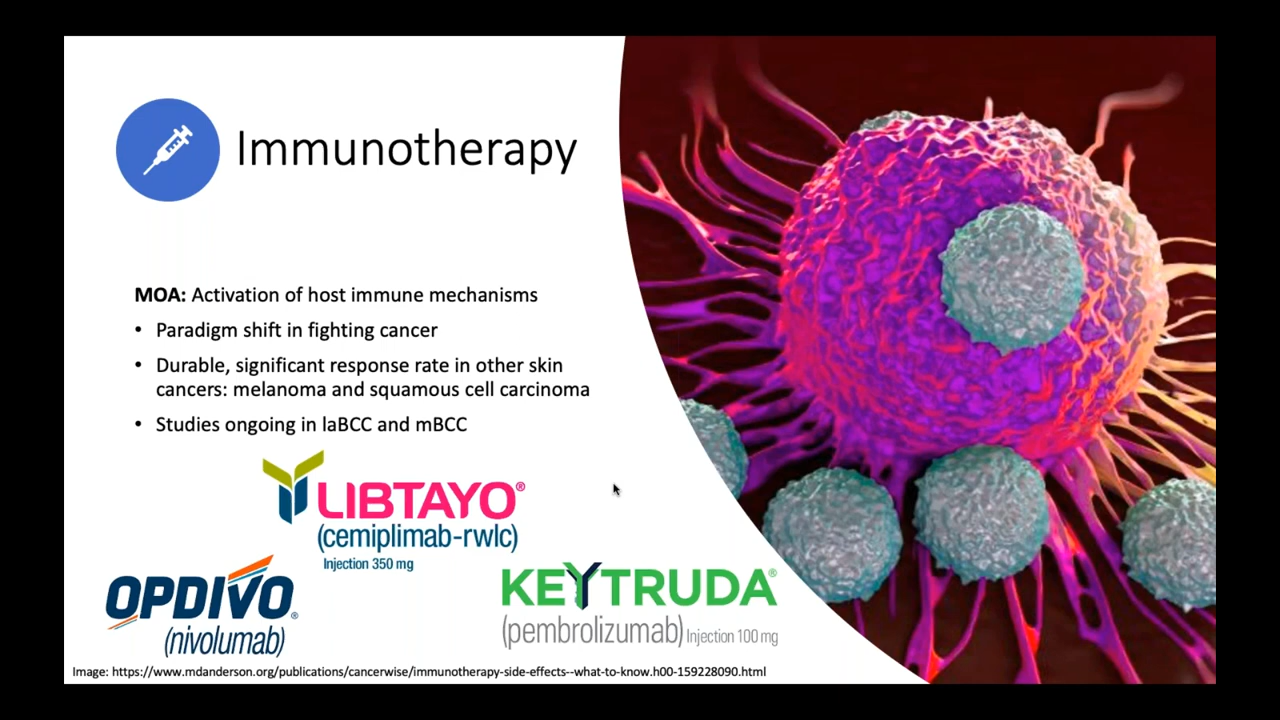 Immunotherapy
MOA: Activation of host immune mechanisms
• Paradigm shift in fighting cancer
• Durable, significant response rate in other skin
cancers: melanoma and squamous cell carcinoma
• Studies ongoing in laBCC and mBCC
LIBTAYO®
(cemiplimab-rwlc)
Injection 350 mg
OPDIVO®
(nivolumab)
KEYTRUDA®
(pembrolizumab) Injection 100 mg
Image: https://www.mdanderson.org/publications/cancerwise/immunotherapy-side-effects--what-to-know.h00-159228090.html